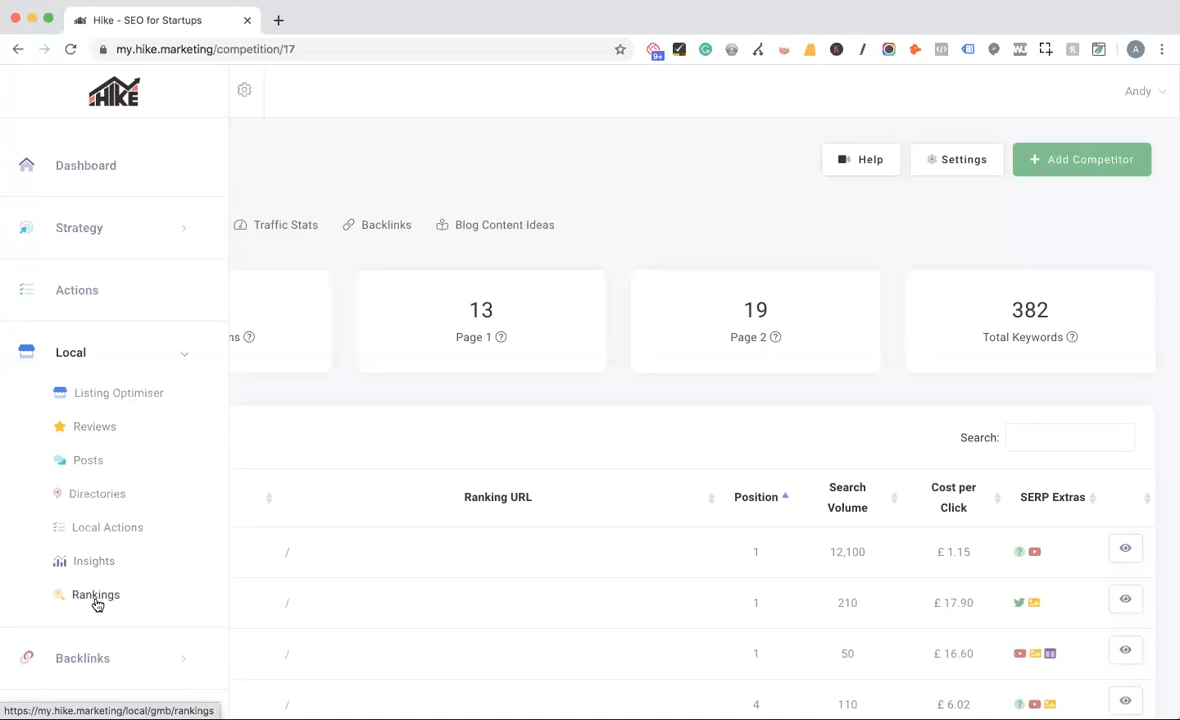 Hike - SEO for Startups
my.hike.marketing/competition/17
9+
K
A
HIKE
Andy
Dashboard
Strategy
Actions
Local
Listing Optimiser
Reviews
Posts
Directories
Local Actions
Insights
Rankings
Backlinks
https://my.hike.marketing/local/gmb/rankings
Help
Settings
+ Add Competitor
Traffic Stats
Backlinks
Blog Content Ideas
ns ?
13
Page 1 ?
19
Page 2 ?
382
Total Keywords ?
Search:
Ranking URL
Position
Search
Volume
Cost per
Click
SERP Extras
/ 1 12,100 £ 1.15
/ 1 210 £ 17.90
/ 1 50 £ 16.60
/ 4 110 £ 6.02